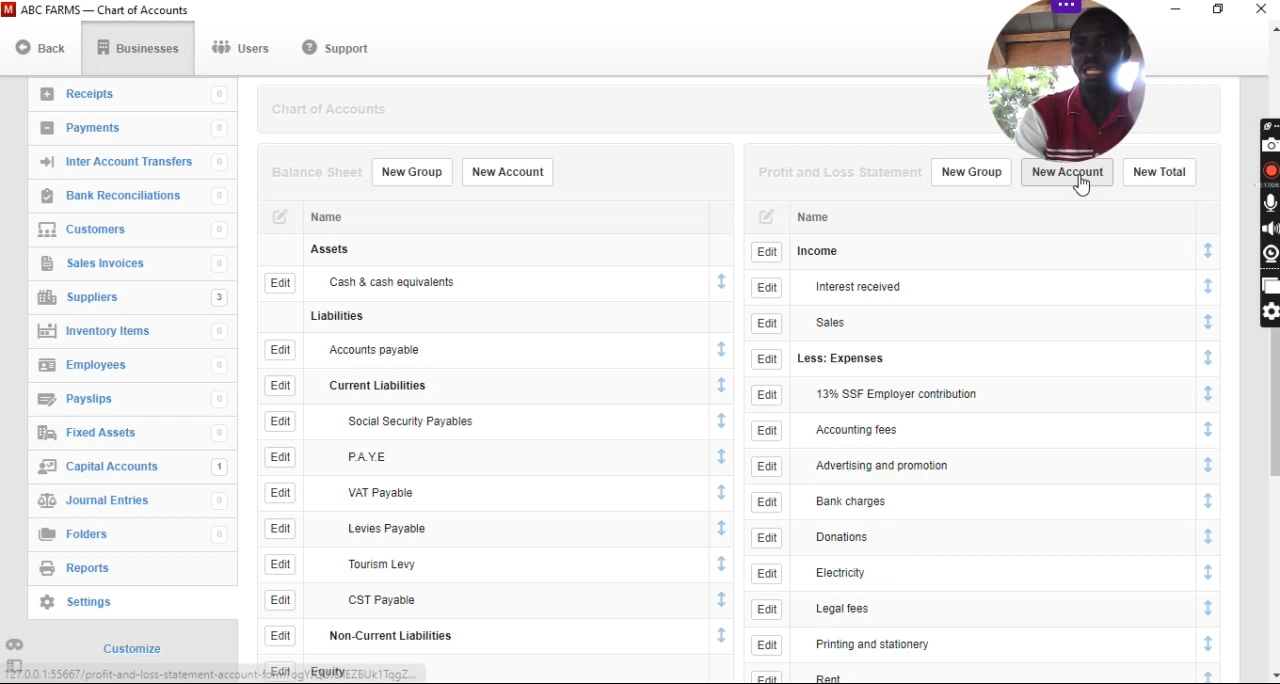 M ABC FARMS — Chart of Accounts
Back
Businesses
Users
Support
Receipts 0
Payments 0
Inter Account Transfers 0
Bank Reconciliations 0
Customers 0
Sales Invoices 0
Suppliers 3
Inventory Items 0
Employees 0
Payslips 0
Fixed Assets 0
Capital Accounts 1
Journal Entries 0
Folders 0
Reports
Settings
Customize
Chart of Accounts
Balance Sheet New Group New Account
Name
Assets
Edit Cash & cash equivalents
Liabilities
Edit Accounts payable
Edit Current Liabilities
Edit Social Security Payables
Edit P.A.Y.E
Edit VAT Payable
Edit Levies Payable
Edit Tourism Levy
Edit CST Payable
Edit Non-Current Liabilities
Edit Equity
Profit and Loss Statement New Group New Account New Total
Name
Edit Income
Edit Interest received
Edit Sales
Edit Less: Expenses
Edit 13% SSF Employer contribution
Edit Accounting fees
Edit Advertising and promotion
Edit Bank charges
Edit Donations
Edit Electricity
Edit Legal fees
Edit Printing and stationery
Edit Rent